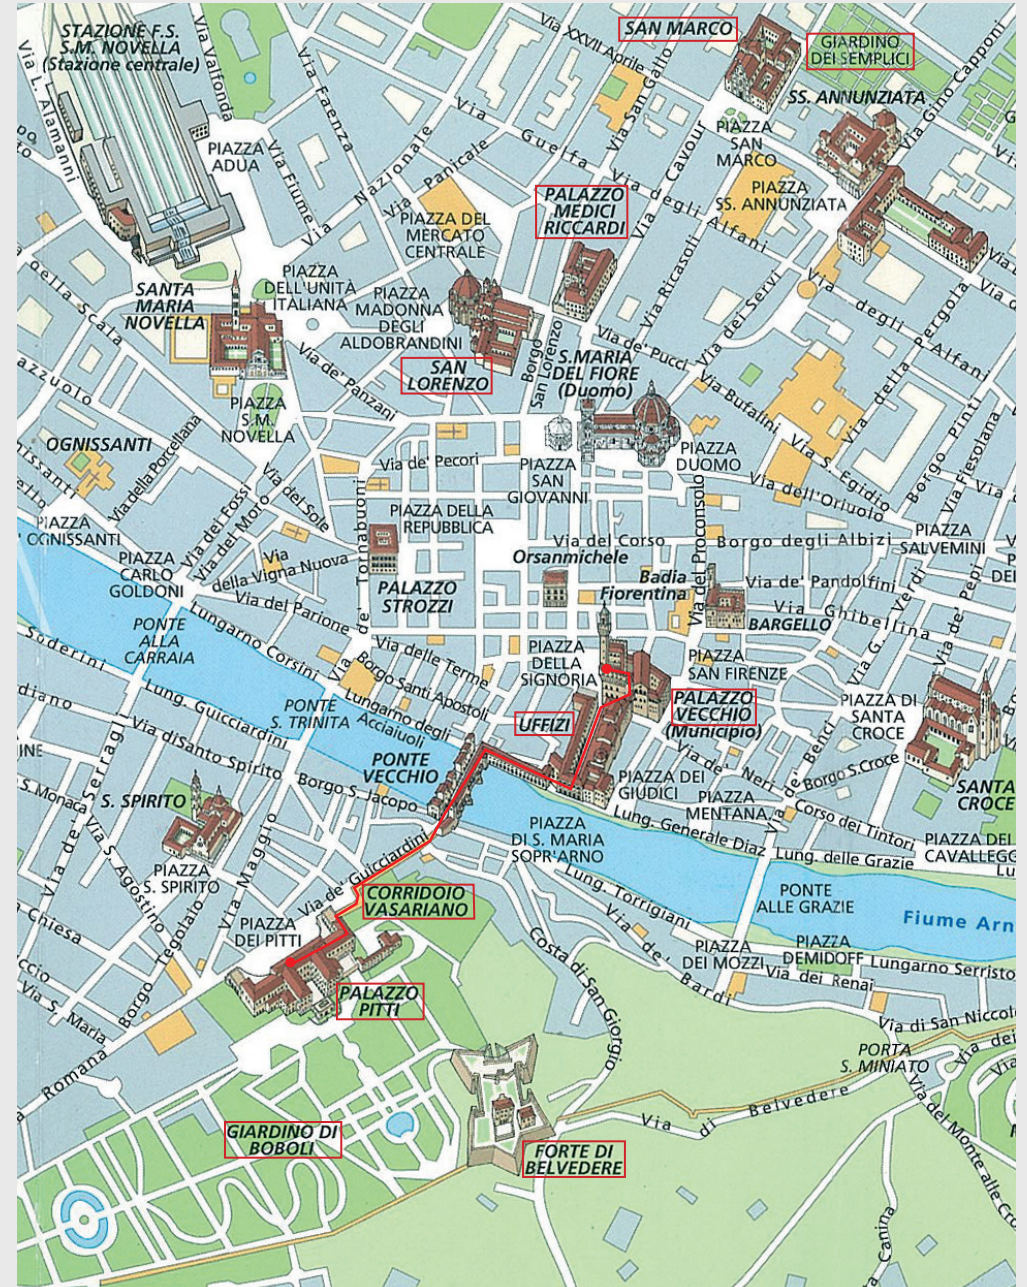 STAZIONE F.S.
S.M. NOVELLA
(Stazione centrale)
Via L. Alamanni
Via Valfonda
Via Faenza
Via XXVII Aprile
SAN MARCO
Via San Gallo
GIARDINO
DEI SEMPLICI
Via Gino Capponi
SS. ANNUNZIATA
PIAZZA
ADUA
Via Fiume
Via Nazionale
Via Panicale
Via Guelfa
Via Cavour
PIAZZA
SAN
MARCO
Via degli Alfani
PIAZZA
SS. ANNUNZIATA
PALAZZO
MEDICI
RICCARDI
PIAZZA DEL
MERCATO
CENTRALE
Via Ricasoli
Via dei Servi
Via degli Alfani
Via della Pergola
della Scala
SANTA
MARIA
NOVELLA
PIAZZA
DELL'UNITÀ
ITALIANA
PIAZZA
MADONNA
DEGLI
ALDOBRANDINI
SAN
LORENZO
Borgo
San Lorenzo
Via de' Pucci
S.MARIA
DEL FIORE
(Duomo)
Via Bufalini
Via de' Panzani
PIAZZA
S.M.
NOVELLA
Via della Porcellana
OGNISSANTI
Via de' Pecori
PIAZZA
SAN
GIOVANNI
PIAZZA
DUOMO
Via S. Egidio
Via dell'Oriuolo
Borgo Pinti
Via Fiesolana
Via dei Fossi
Via del Moro
Via del Sole
PIAZZA
OGNISSANTI
PIAZZA
CARLO
GOLDONI
Via
della Vigna Nuova
Via de' Tornabuoni
PIAZZA DELLA
REPUBBLICA
PALAZZO
STROZZI
Via del Corso
Orsanmichele
Via del Proconsolo
Borgo degli Albizi
PIAZZA
SALVEMINI
Badia
Fiorentina
Via de' Pandolfini
Via Ghibellina
BARGELLO
Via G. Verdi
Via de' Pepi
Via del Parione
PONTE
ALLA
CARRAIA
Lungarno Corsini
Via delle Terme
Borgo Santi Apostoli
Lungarno degli
Acciaiuoli
PIAZZA
DELLA
SIGNORIA
PIAZZA
SAN FIRENZE
PALAZZO
VECCHIO
(Municipio)
UFFIZI
PIAZZA DI
SANTA
CROCE
Soderini
Lung. Guicciardini
PONTE
S. TRINITA
PONTE
VECCHIO
Via di Santo Spirito
Borgo S. Jacopo
Via de' Serragli
S. Monaca
S. SPIRITO
Via S. Agostino
PIAZZA
S. SPIRITO
Via Maggio
Via de' Guicciardini
PIAZZA DEI
GIUDICI
Via de' Neri
Via de' Benci
Borgo S.Croce
SANTA
CROCE
PIAZZA
MENTANA
Corso dei Tintori
Lung. Generale Diaz
Lung. delle Grazie
PIAZZA DEI
CAVALLEGG
PIAZZA
DI S. MARIA
SOPR'ARNO
Lung. Torrigiani
PONTE
ALLE GRAZIE
Fiume Arn
CORRIDOIO
VASARIANO
PIAZZA
DEI PITTI
PALAZZO
PITTI
Costa di San Giorgio
Via de' Bardi
PIAZZA
DEI MOZZI
PIAZZA
DEMIDOFF
Lungarno Serristo
Via dei Renai
Chiesa
Borgo Tegolaio
Via S. Maria
Romana
Via di San Niccolò
PORTA
S. MINIATO
Via di Belvedere
Via del Monte alle Cro
GIARDINO DI
BOBOLI
FORTE DI
BELVEDERE
Canina